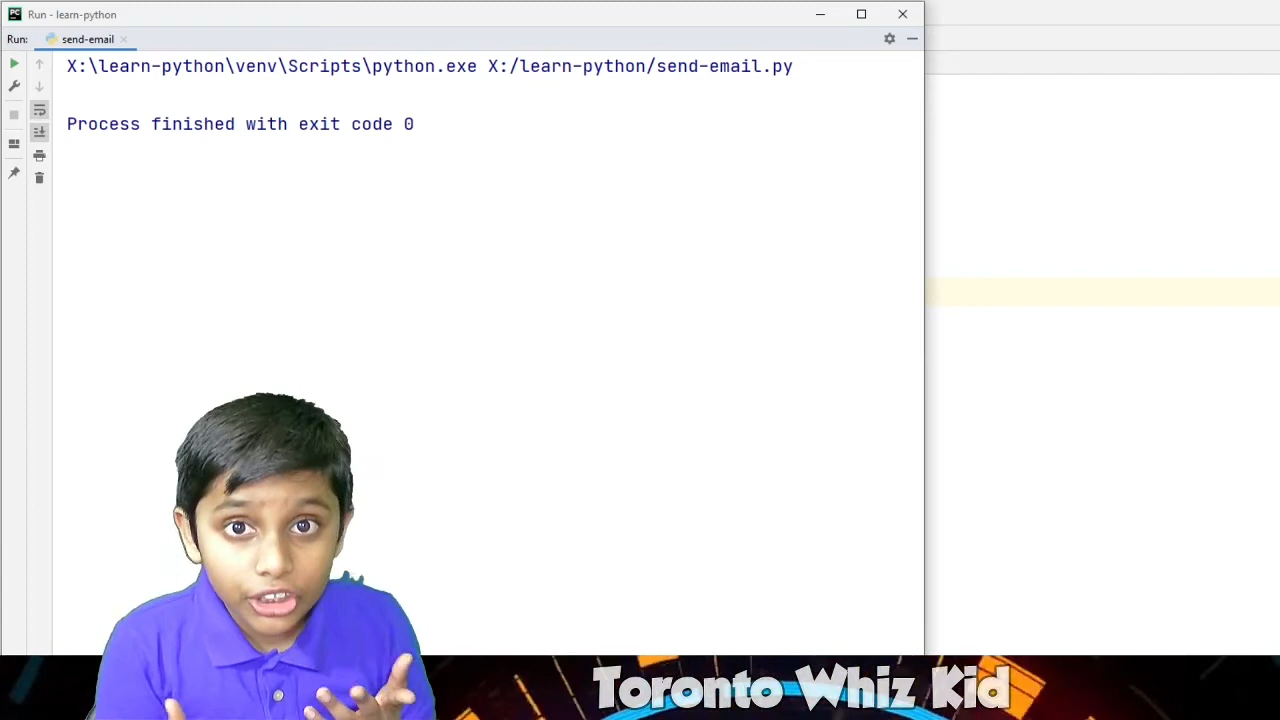 Run - learn-python
Run:
send-email
X:\learn-python\venv\Scripts\python.exe X:/learn-python/send-email.py
Process finished with exit code 0
Toronto Whiz Kid